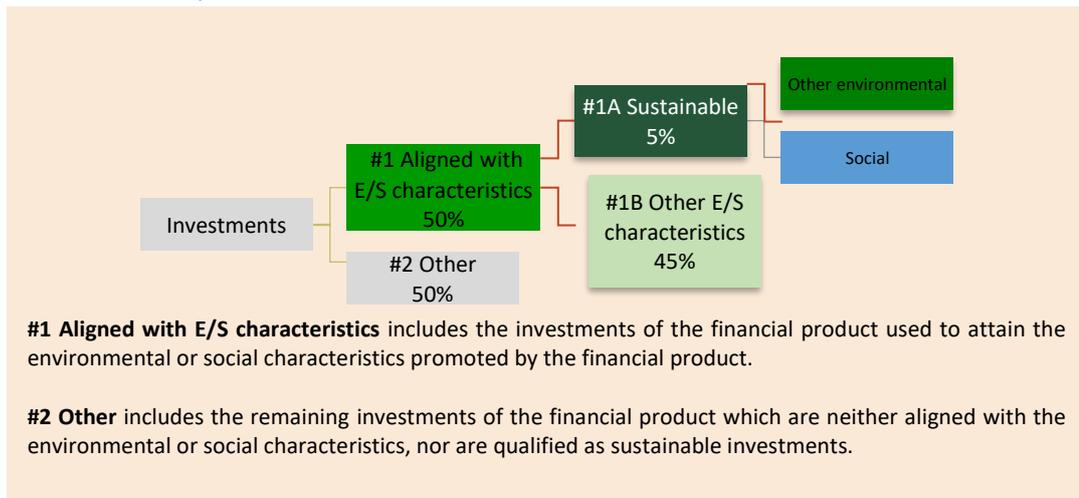 Other environmental
#1A Sustainable
5%
Social
#1 Aligned with
E/S characteristics
50%
#1B Other E/S
characteristics
45%
Investments
#2 Other
50%
#1 Aligned with E/S characteristics includes the investments of the financial product used to attain the
environmental or social characteristics promoted by the financial product.
#2 Other includes the remaining investments of the financial product which are neither aligned with the
environmental or social characteristics, nor are qualified as sustainable investments.